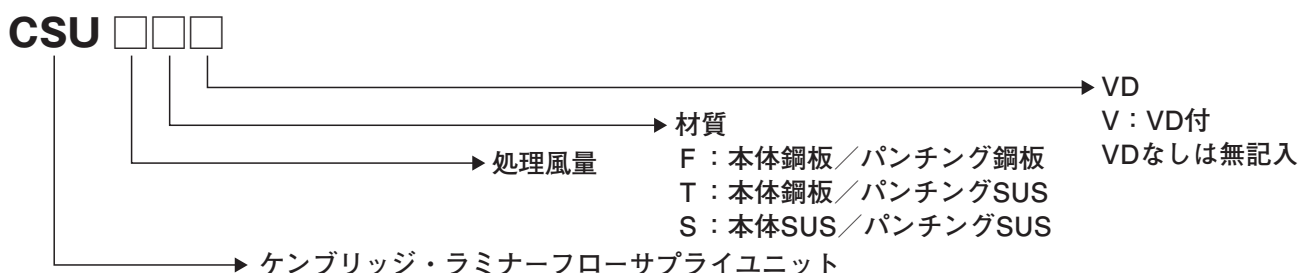 CSU □□□
VD
V：VD付
VDなしは無記入
材質
F：本体鋼板／パンチング鋼板
T：本体鋼板／パンチングSUS
S：本体SUS／パンチングSUS
処理風量
ケンブリッジ・ラミナーフローサプライユニット